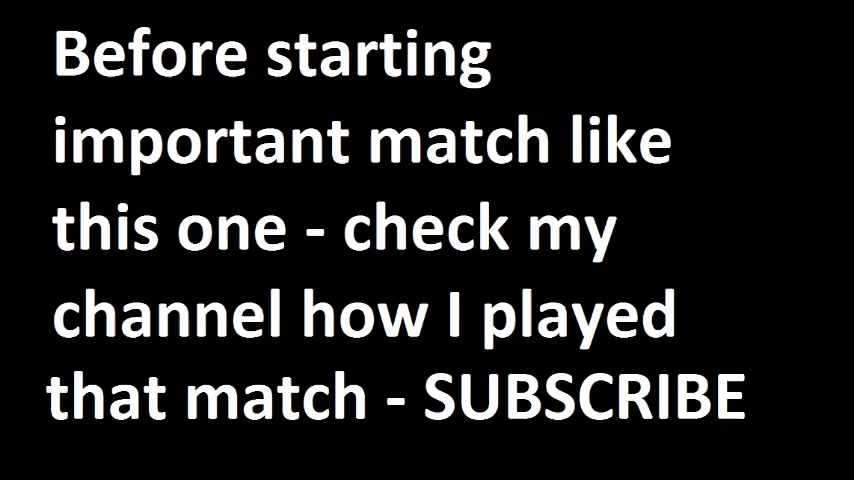 Before starting
important match like
this one - check my
channel how I played
that match - SUBSCRIBE